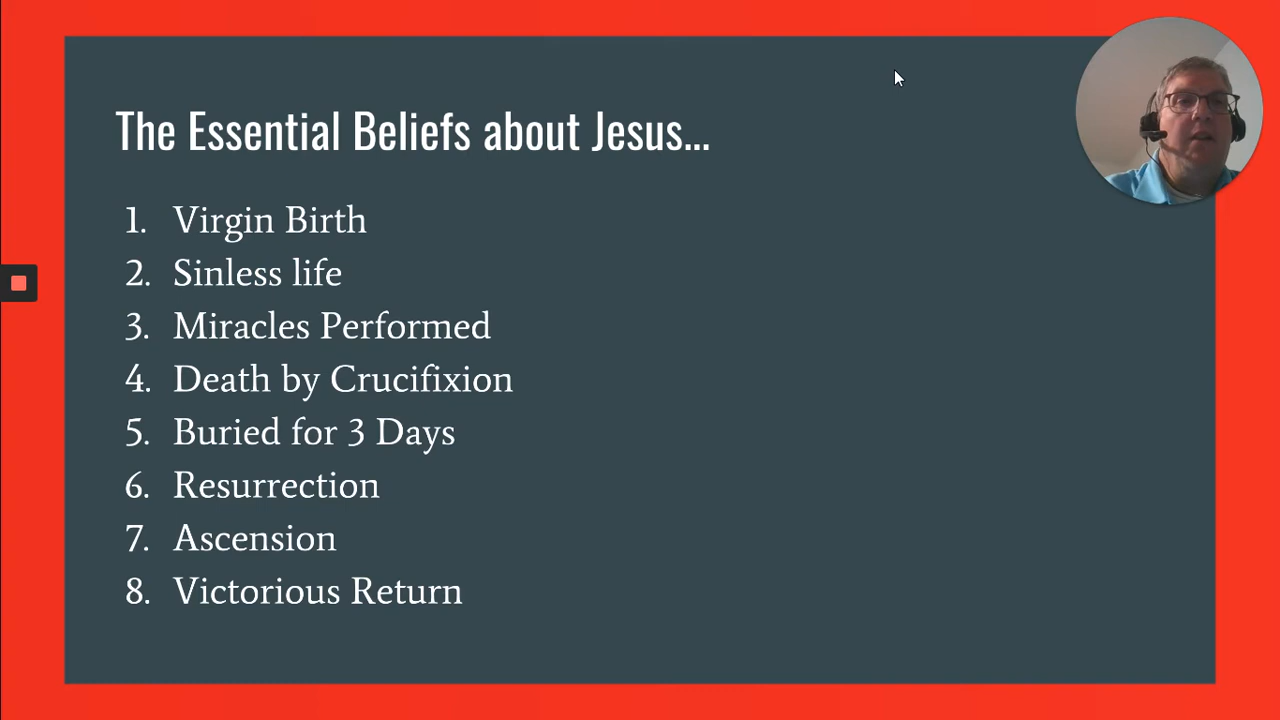 The Essential Beliefs about Jesus...
1. Virgin Birth
2. Sinless life
3. Miracles Performed
4. Death by Crucifixion
5. Buried for 3 Days
6. Resurrection
7. Ascension
8. Victorious Return